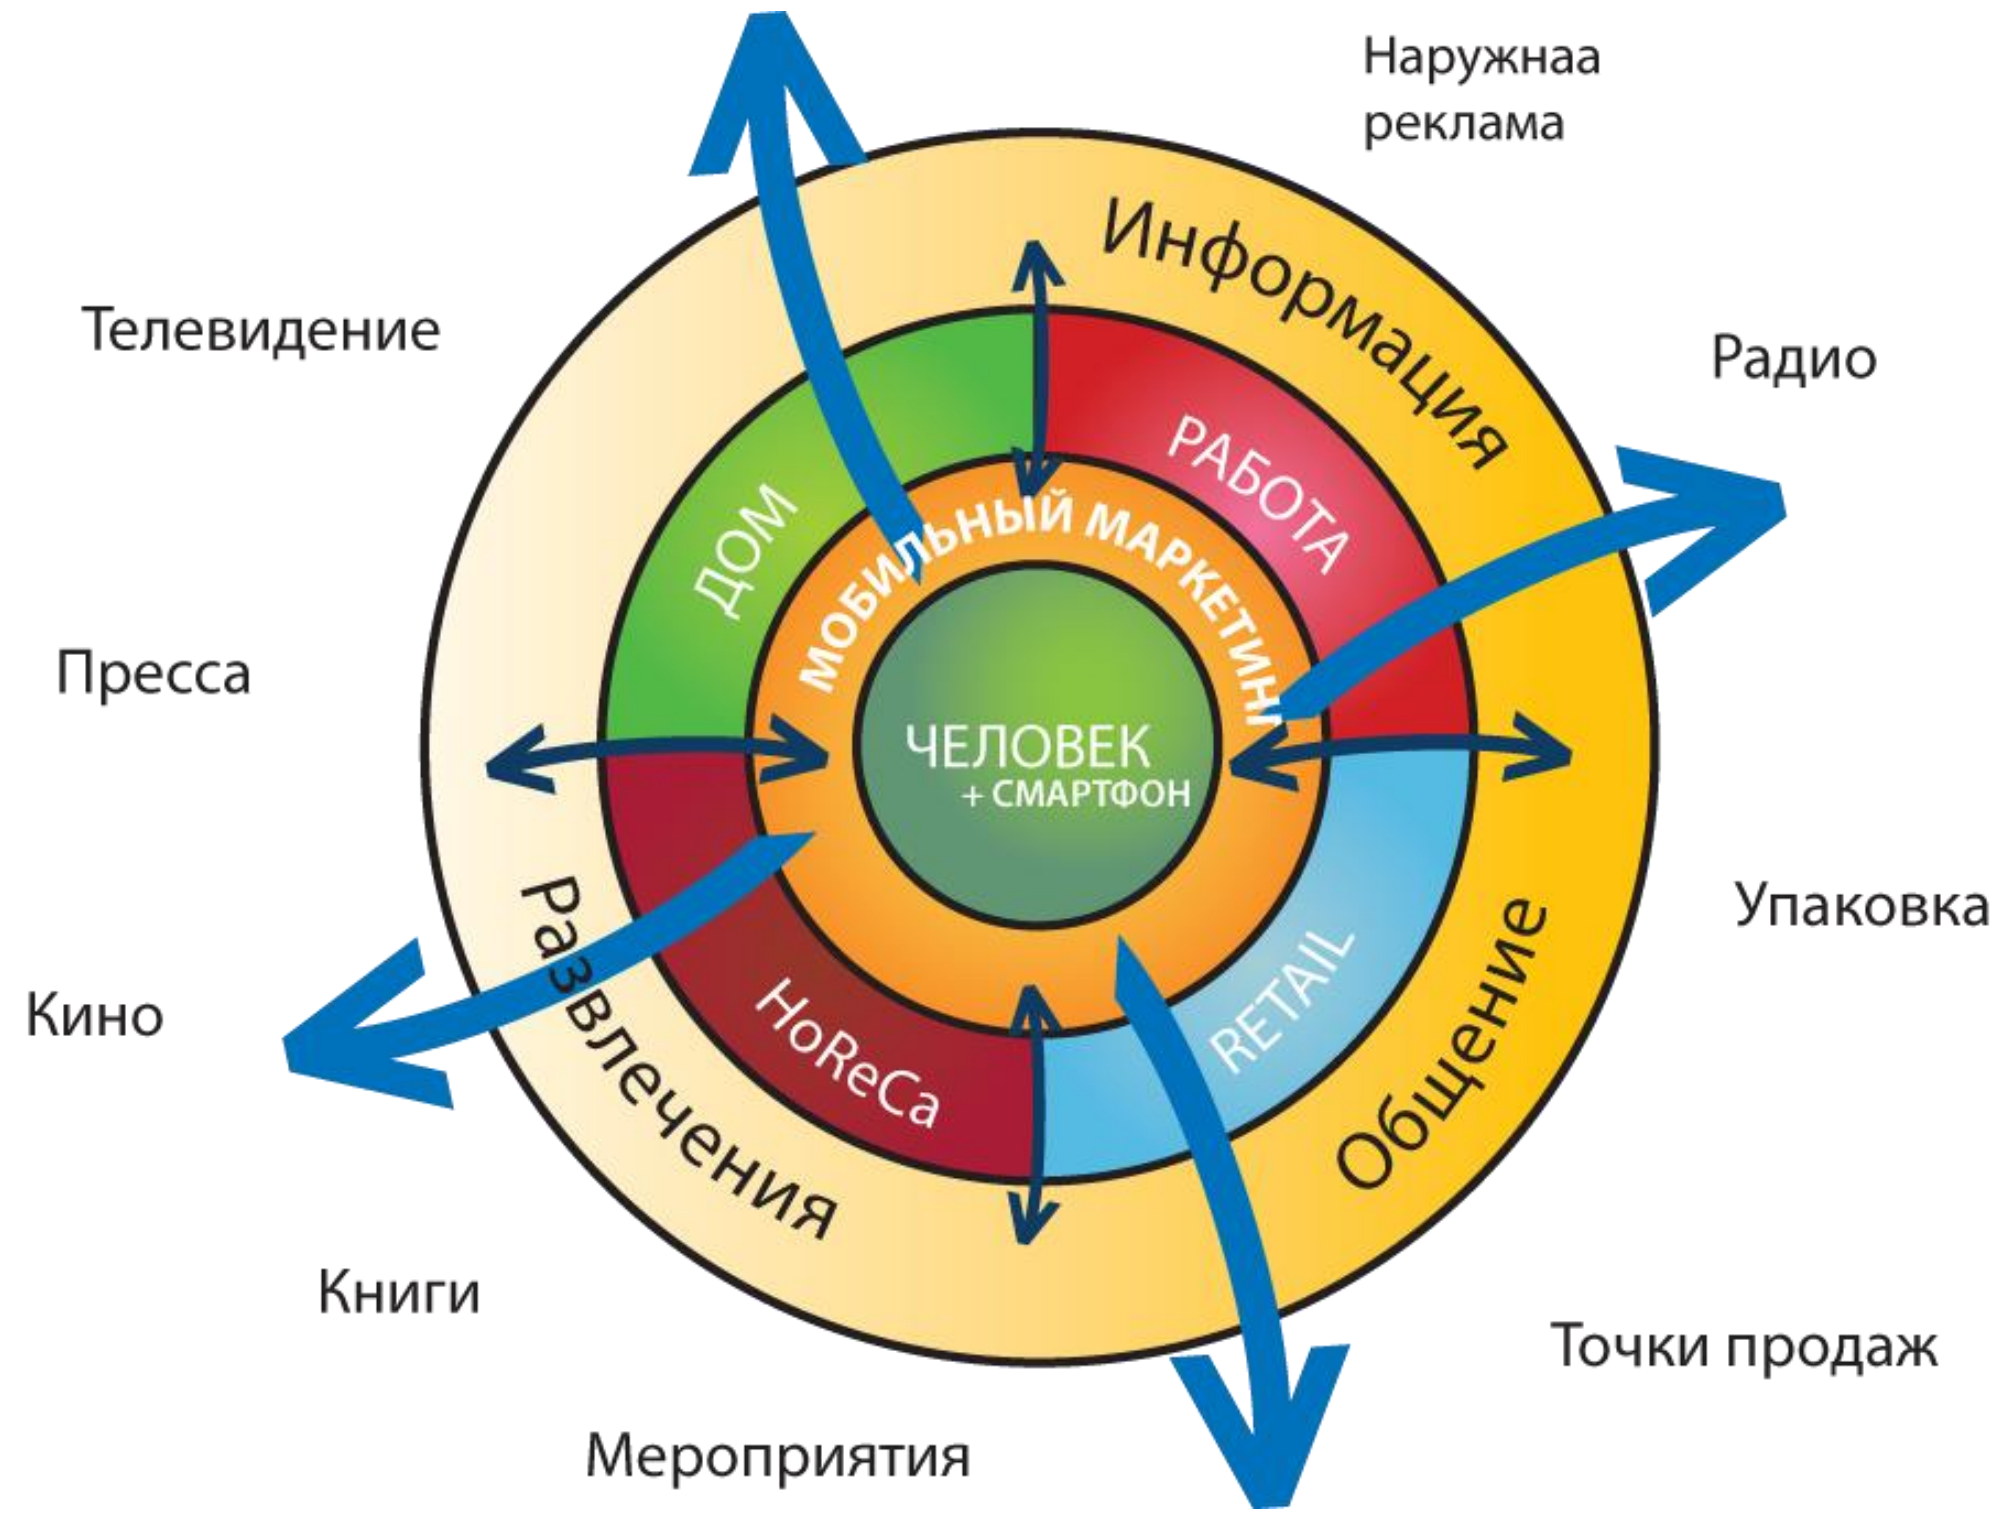 Наружнаа
реклама
Информация
Телевидение
Радио
РАБОТА
ДОМ
МОБИЛЬНЫЙ МАРКЕТИНГ
Пресса
ЧЕЛОВЕК
+ СМАРТФОН
Упаковка
Развлечения
Общение
RETAIL
HoReCa
Кино
Книги
Точки продаж
Мероприятия